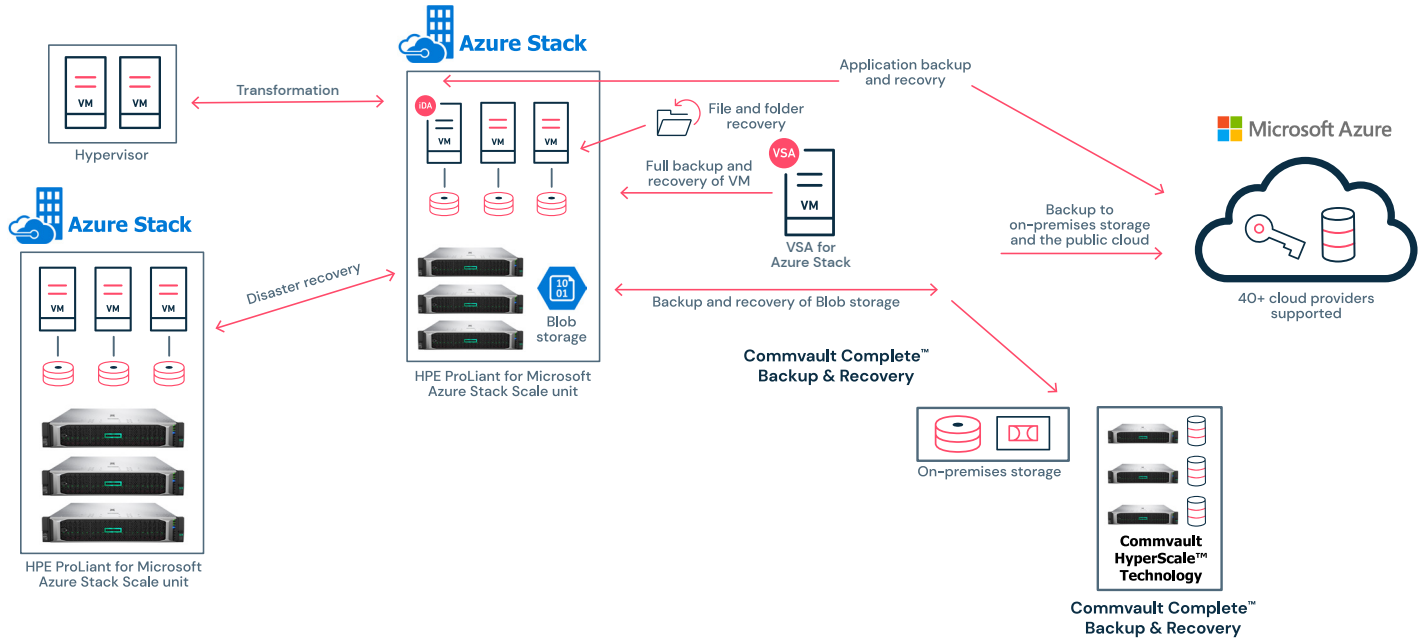 Azure Stack
VM
VM
Hypervisor
Transformation
iDA
VM
VM
VM
Application backup
and recovry
File and folder
recovery
VSA
VM
Full backup and
recovery of VM
VSA for
Azure Stack
Microsoft Azure
Backup to
on-premises storage
and the public cloud
40+ cloud providers
supported
Azure Stack
VM
VM
VM
Disaster recovery
10
01
Blob
storage
Backup and recovery of Blob storage
HPE ProLiant for Microsoft
Azure Stack Scale unit
Commvault Complete™
Backup & Recovery
On-premises storage
HPE ProLiant for Microsoft
Azure Stack Scale unit
Commvault
HyperScale™
Technology
Commvault Complete™
Backup & Recovery